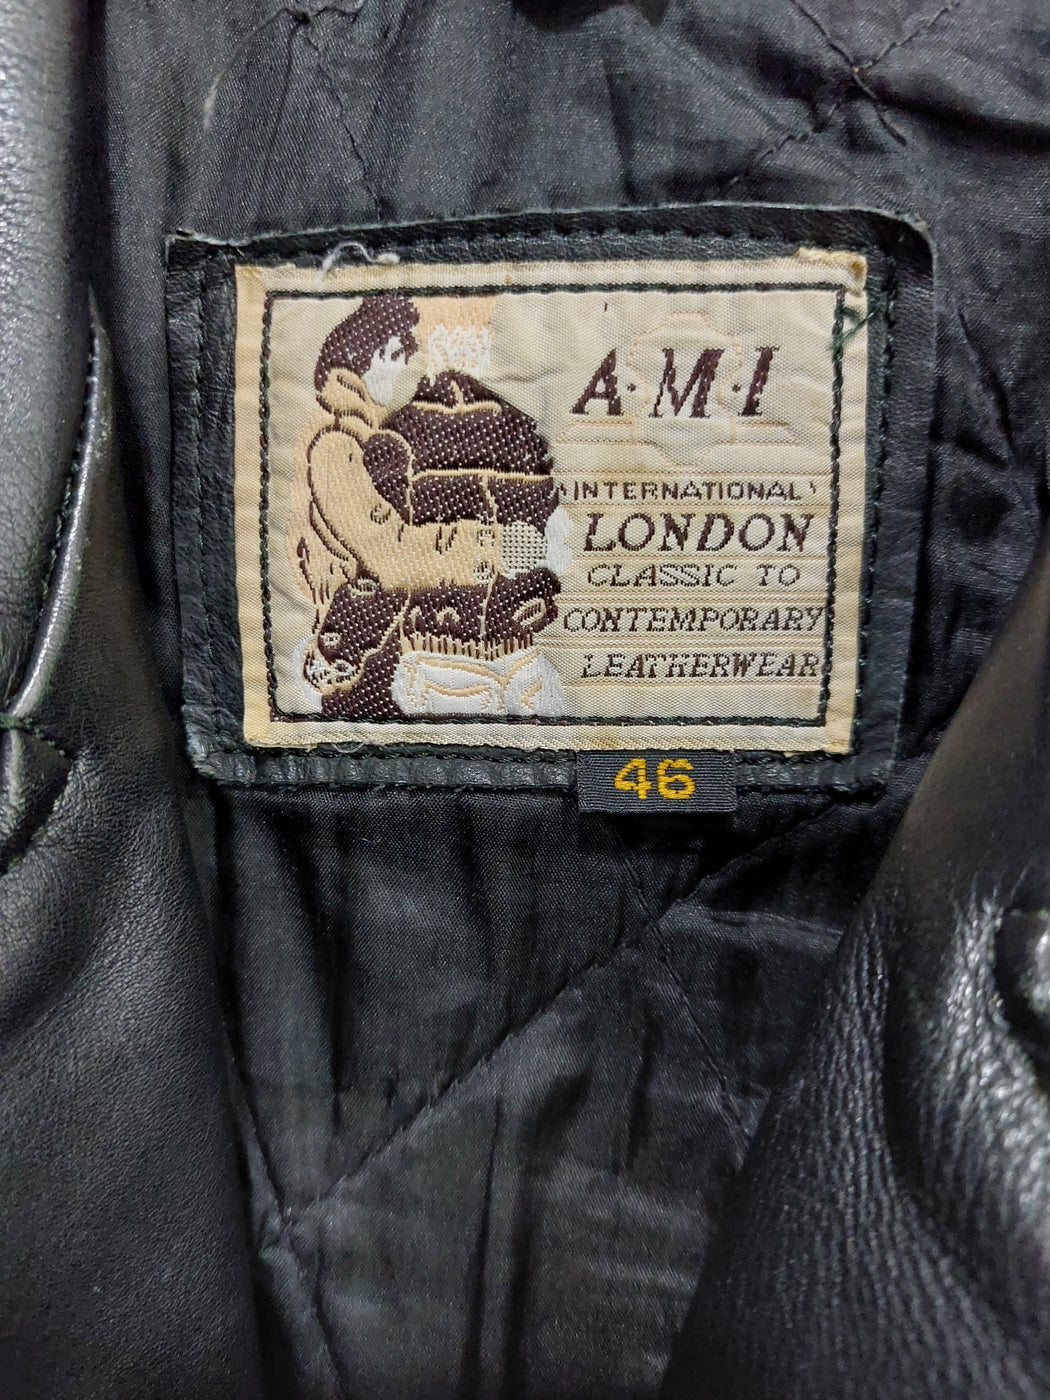 A·M·I
INTERNATIONAL
LONDON
CLASSIC TO
CONTEMPORARY
LEATHERWEAR
46